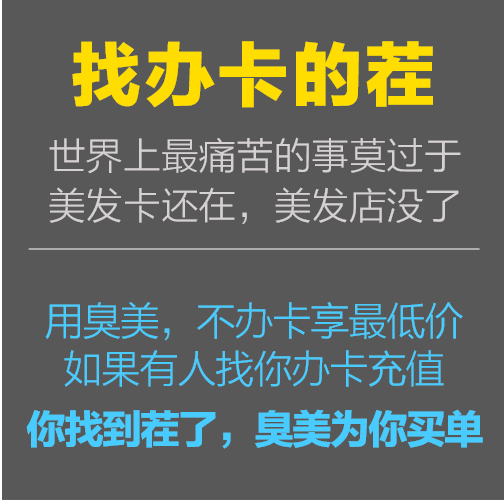 找办卡的茬
世界上最痛苦的事莫过于
美发卡还在，美发店没了
用臭美，不办卡享最低价
如果有人找你办卡充值
你找到茬了，臭美为你买单